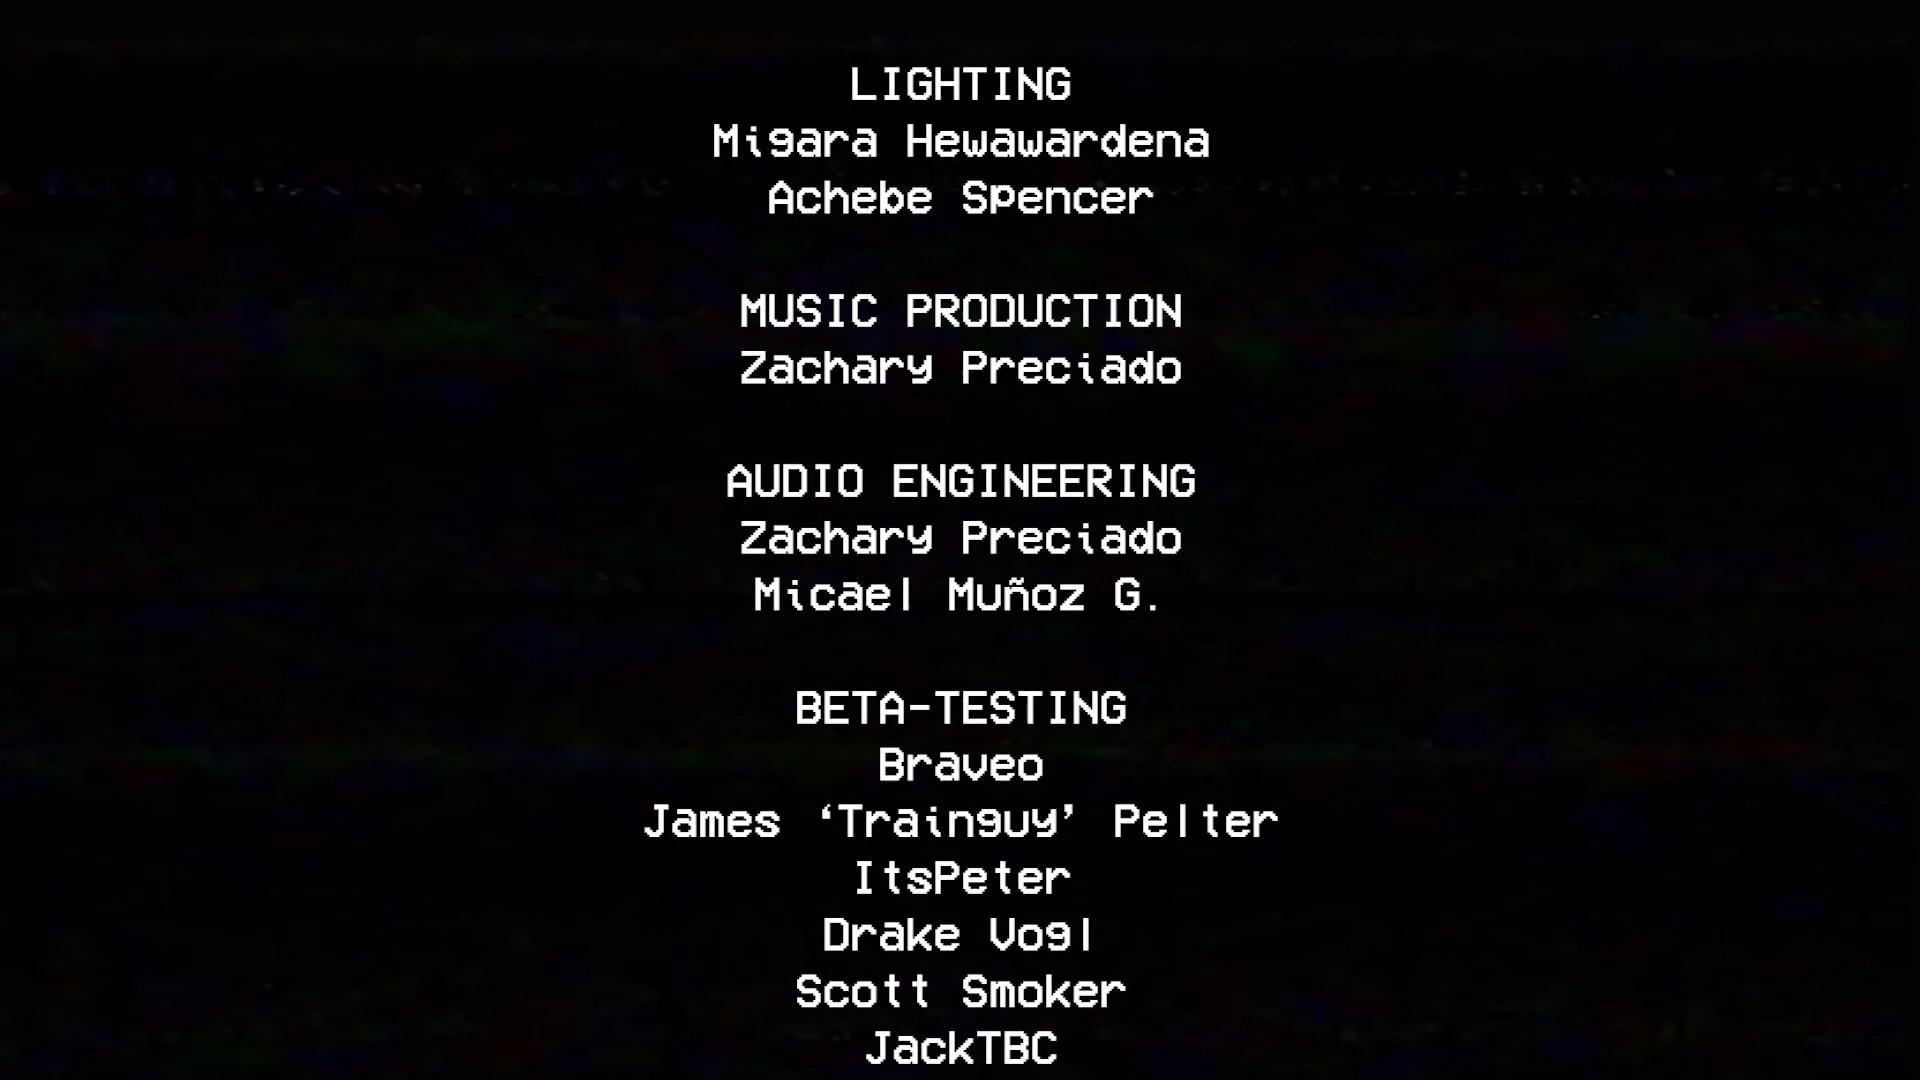 LIGHTING
Migara Hewawardena
Achebe Spencer
MUSIC PRODUCTION
Zachary Preciado
AUDIO ENGINEERING
Zachary Preciado
Micael Muñoz G.
BETA-TESTING
Braveo
James ‘Trainguy’ Pelter
ItsPeter
Drake Vogl
Scott Smoker
JackTBC